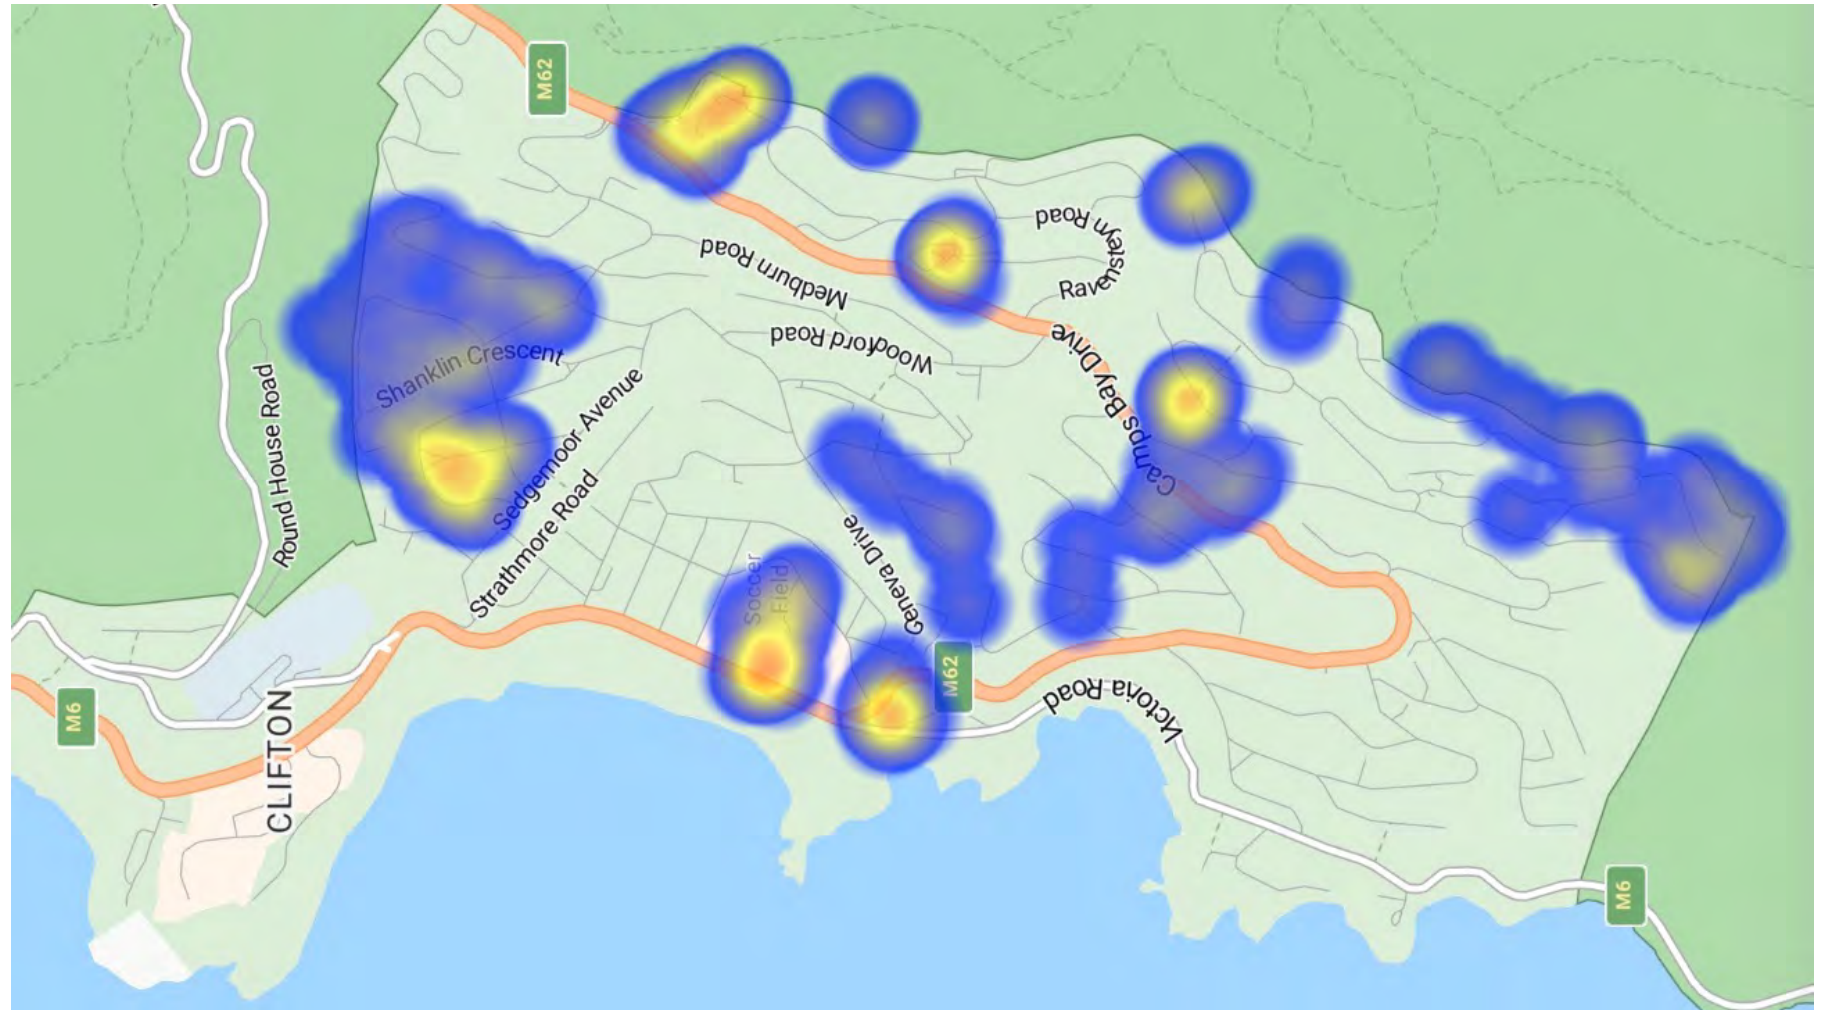 M62
Ravensteyn Road
Medburn Road
Woodford Road
Camps Bay Drive
Shanklin Crescent
Sedgemoor Avenue
Strathmore Road
Round House Road
Geneva Drive
Soccer
Field
M62
Victoria Road
M6
CLIFTON
M6